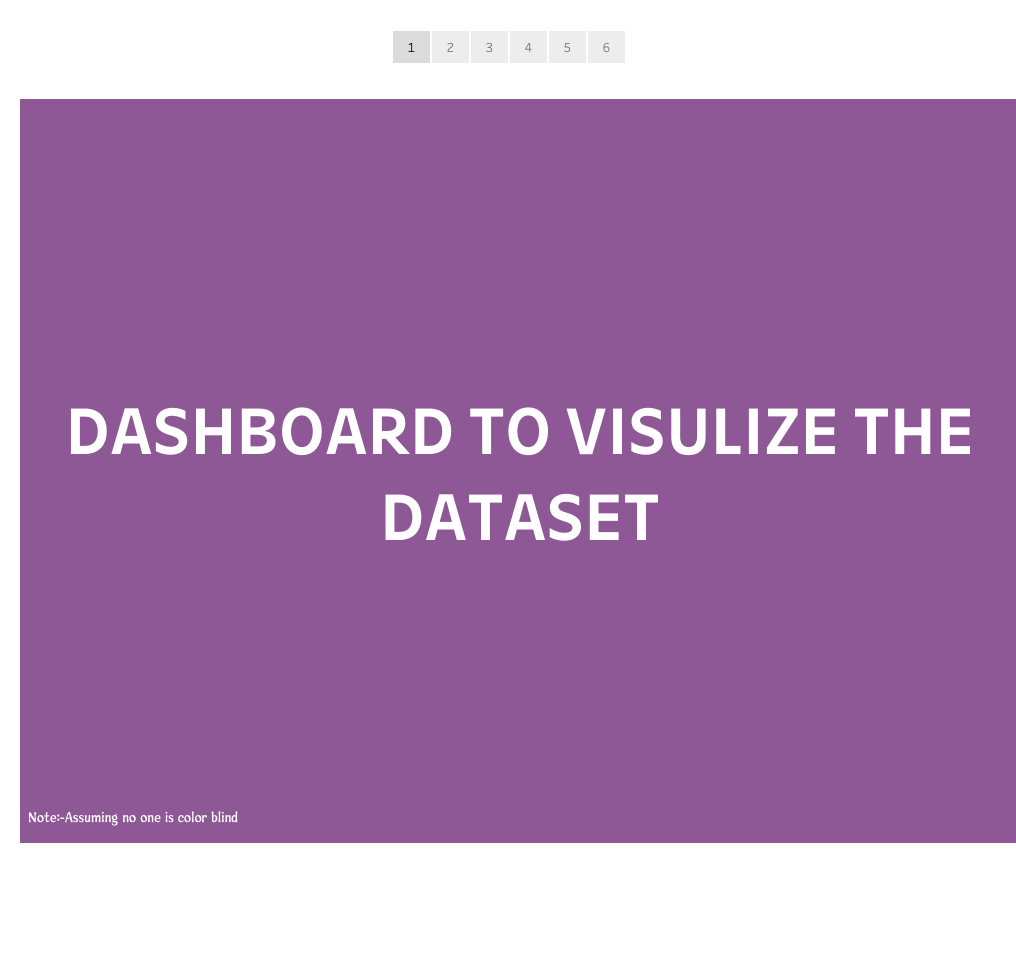 1 2 3 4 5 6
DASHBOARD TO VISULIZE THE
DATASET
Note:-Assuming no one is color blind